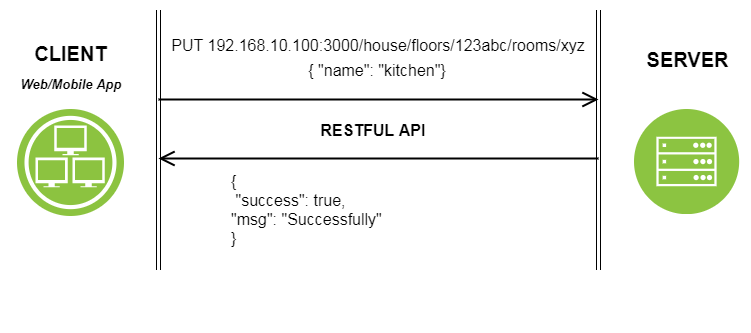 CLIENT
Web/Mobile App
PUT 192.168.10.100:3000/house/floors/123abc/rooms/xyz
{ "name": "kitchen"}
SERVER
RESTFUL API
{
"success": true,
"msg": "Successfully"
}